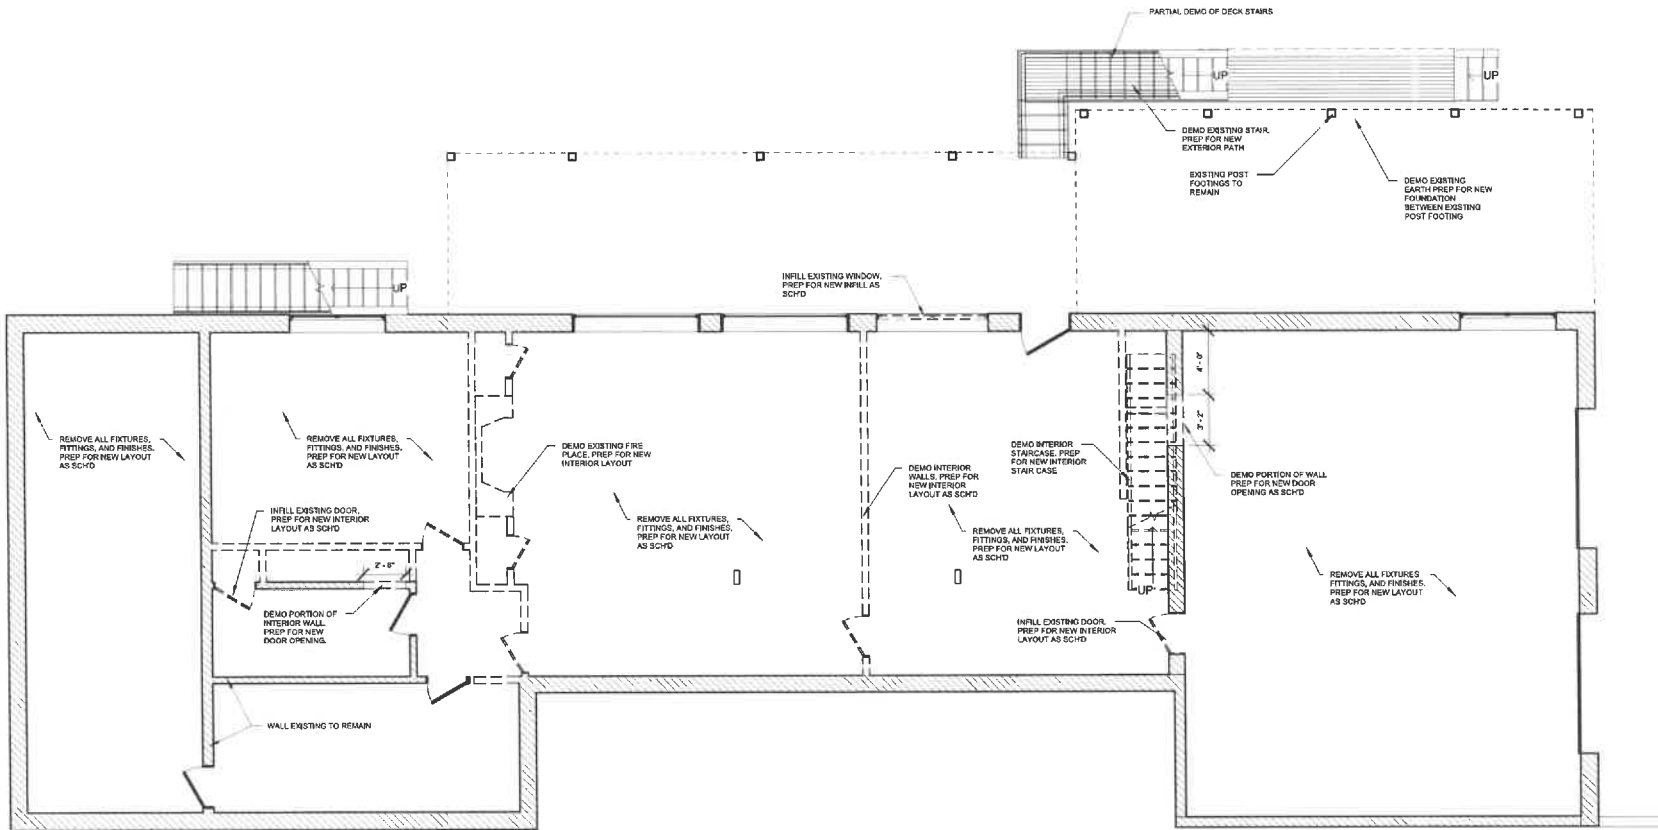 PARTIAL DEMO OF DECK STAIRS
UP
UP
DEMO EXISTING STAIR.
PREP FOR NEW
EXTERIOR PATH
EXISTING POST
FOOTINGS TO
REMAIN
DEMO EXISTING
EARTH PREP FOR NEW
FOUNDATION
BETWEEN EXISTING
POST FOOTING
UP
INFILL EXISTING WINDOW.
PREP FOR NEW INFILL AS
SCH'D
REMOVE ALL FIXTURES,
FITTINGS, AND FINISHES.
PREP FOR NEW LAYOUT
AS SCH'D
REMOVE ALL FIXTURES,
FITTINGS, AND FINISHES.
PREP FOR NEW LAYOUT
AS SCH'D
DEMO EXISTING FIRE
PLACE, PREP FOR NEW
INTERIOR LAYOUT
DEMO INTERIOR
WALLS, PREP FOR
NEW INTERIOR
LAYOUT AS SCH'D
DEMO INTERIOR
STAIRCASE. PREP
FOR NEW INTERIOR
STAIR CASE
4' - 0"
3' - 2"
DEMO PORTION OF WALL
PREP FOR NEW DOOR
OPENING AS SCH'D
INFILL EXISTING DOOR.
PREP FOR NEW INTERIOR
LAYOUT AS SCH'D
REMOVE ALL FIXTURES,
FITTINGS, AND FINISHES.
PREP FOR NEW LAYOUT
AS SCH'D
REMOVE ALL FIXTURES,
FITTINGS, AND FINISHES.
PREP FOR NEW LAYOUT
AS SCH'D
2' - 6"
UP
REMOVE ALL FIXTURES
FITTINGS, AND FINISHES.
PREP FOR NEW LAYOUT
AS SCH'D
DEMO PORTION OF
INTERIOR WALL
PREP FOR NEW
DOOR OPENING.
INFILL EXISTING DOOR.
PREP FOR NEW INTERIOR
LAYOUT AS SCH'D
WALL EXISTING TO REMAIN